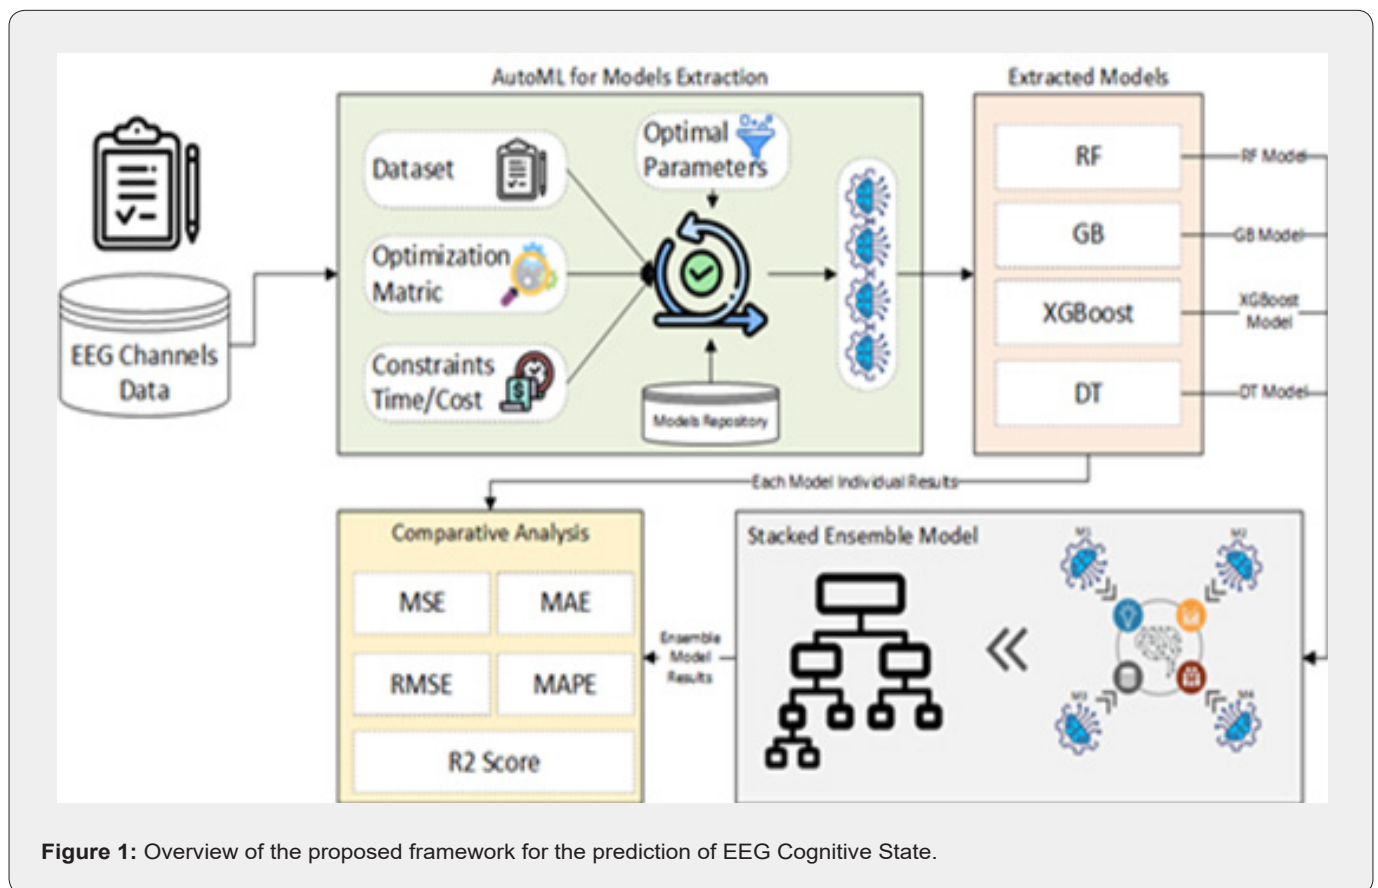 AutoML for Models Extraction
Extracted Models
EEG Channels
Data
Dataset
Optimization
Matric
Constraints
Time/Cost
Optimal
Parameters
Models Repository
RF
GB
XGBoost
DT
RF Model
GB Model
XGBoost
Model
DT Model
Each Model Individual Results
Comparative Analysis
MSE
MAE
RMSE
MAPE
R2 Score
Ensemble
Model
Results
Stacked Ensemble Model
M1
M2
M3
M4
Figure 1: Overview of the proposed framework for the prediction of EEG Cognitive State.